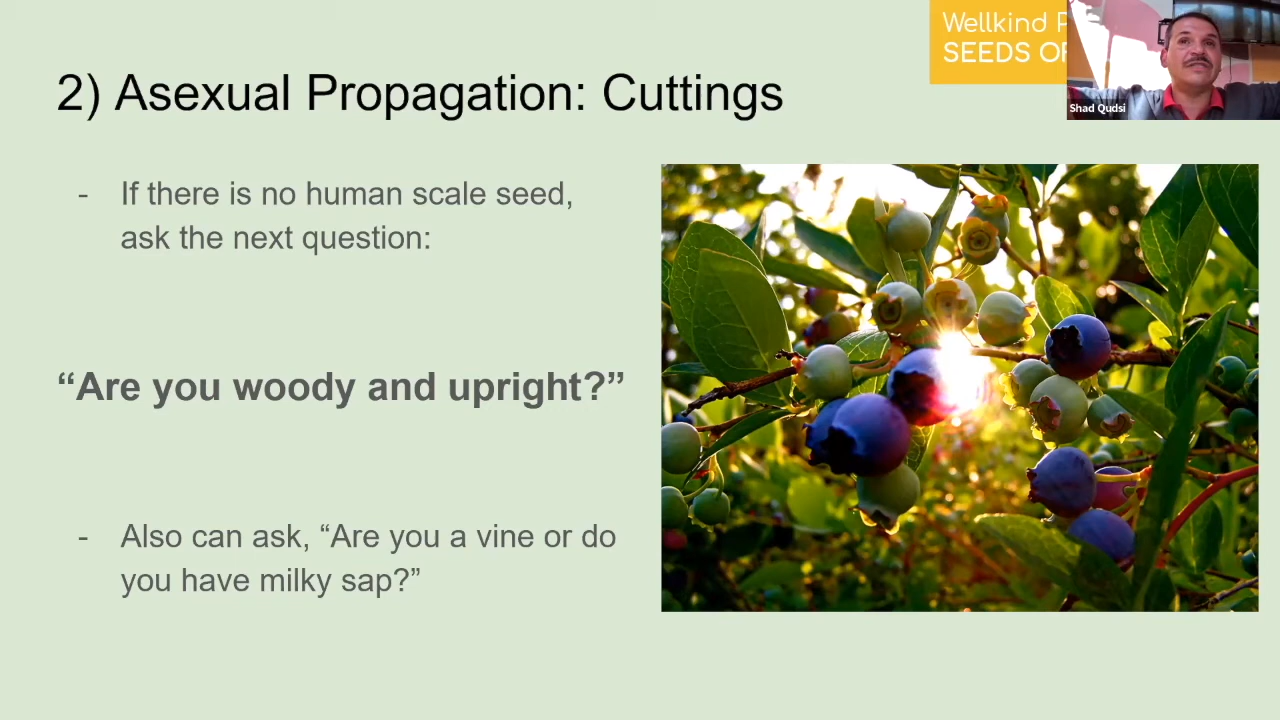 Wellkind
SEEDS
Shad Qudsi
2) Asexual Propagation: Cuttings
- If there is no human scale seed,
ask the next question:
“Are you woody and upright?”
- Also can ask, “Are you a vine or do
you have milky sap?”